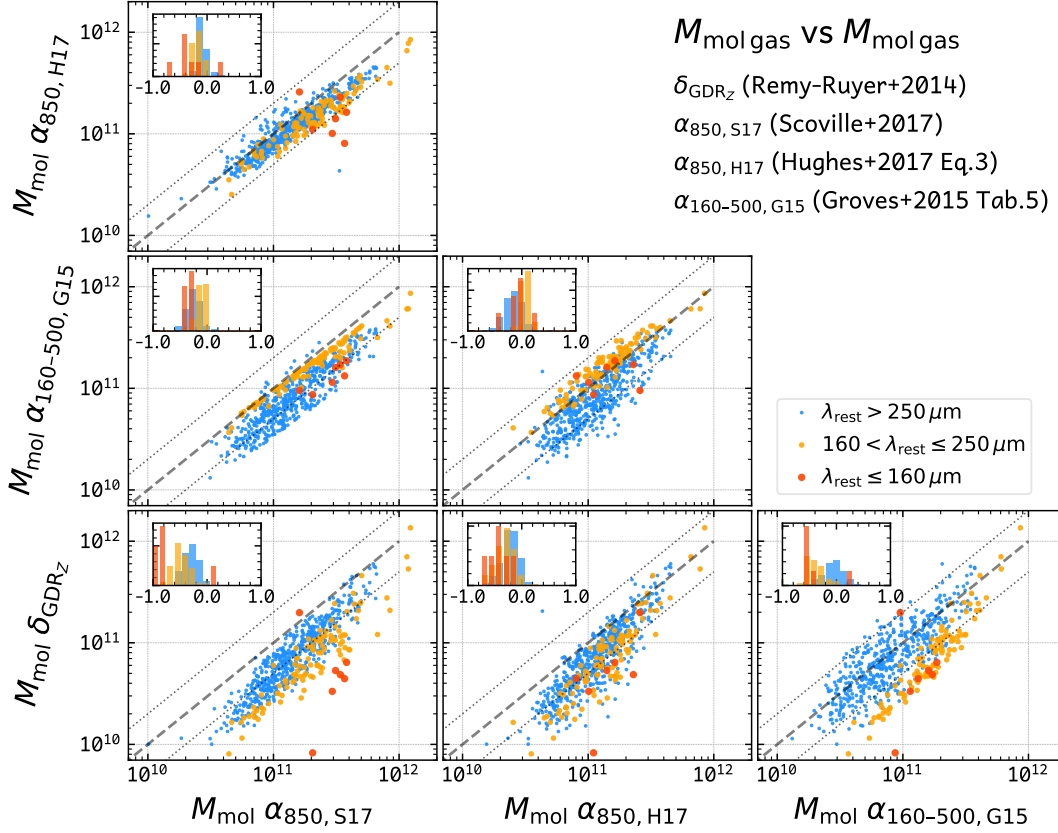 M_mol gas vs M_mol gas
δ_GDR_Z (Remy-Ruyer+2014)
α_850, S17 (Scoville+2017)
α_850, H17 (Hughes+2017 Eq.3)
α_160–500, G15 (Groves+2015 Tab.5)
M_mol α_850, H17
10^12
10^11
10^10
-1.0 0.0 1.0
M_mol α_160–500, G15
10^12
10^11
10^10
-1.0 0.0 1.0
-1.0 0.0 1.0
λ_rest > 250 μm
160 < λ_rest ≤ 250 μm
λ_rest ≤ 160 μm
M_mol δ_GDR_Z
10^12
10^11
10^10
-1.0 0.0 1.0
-1.0 0.0 1.0
-1.0 0.0 1.0
10^10 10^11 10^12
10^10 10^11 10^12
10^10 10^11 10^12
M_mol α_850, S17
M_mol α_850, H17
M_mol α_160–500, G15